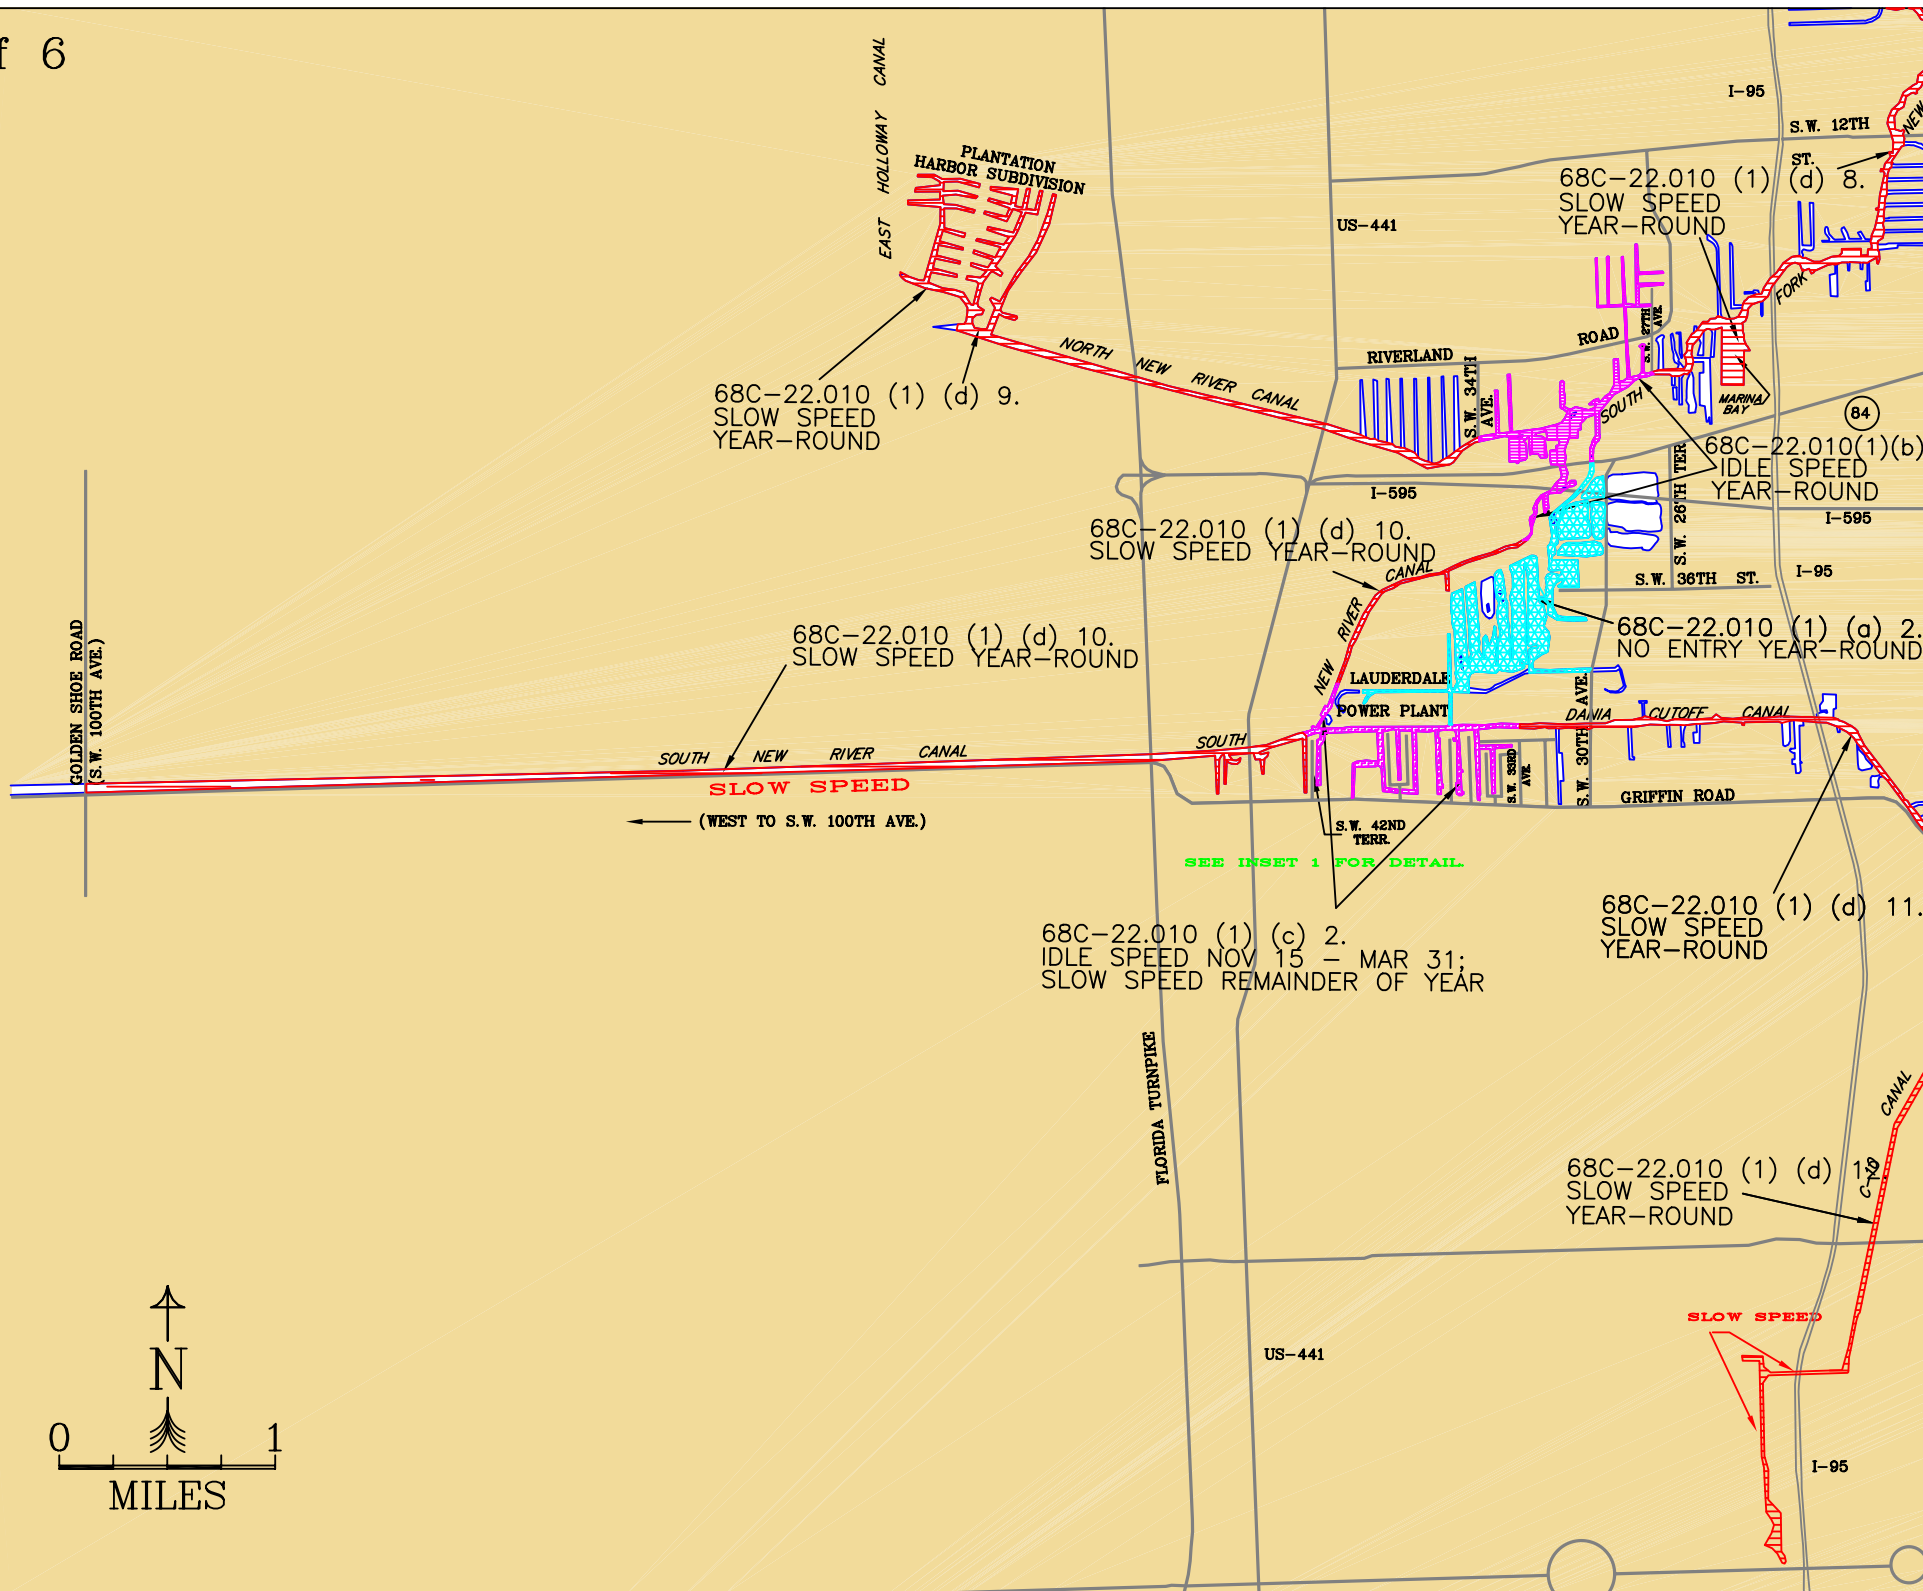 f 6
EAST HOLLOWAY CANAL
PLANTATION
HARBOR SUBDIVISION
I-95
S.W. 12TH
ST.
NEW
68C-22.010 (1) (d) 8.
SLOW SPEED
YEAR-ROUND
US-441
FORK
NORTH NEW RIVER CANAL
RIVERLAND ROAD
S.W. 27TH
AVE
S.W. 34TH
AVE.
SOUTH
MARINA
BAY
84
68C-22.010 (1) (d) 9.
SLOW SPEED
YEAR-ROUND
68C-22.010(1)(b)
IDLE SPEED
YEAR-ROUND
I-595
I-595
S.W. 26TH TER
68C-22.010 (1) (d) 10.
SLOW SPEED YEAR-ROUND
CANAL
RIVER
NEW
S.W. 36TH ST.
I-95
68C-22.010 (1) (a) 2.
NO ENTRY YEAR-ROUND
68C-22.010 (1) (d) 10.
SLOW SPEED YEAR-ROUND
GOLDEN SHOE ROAD
(S.W. 100TH AVE.)
LAUDERDALE
POWER PLANT
S.W. 30TH AVE.
DANIA CUTOFF CANAL
SOUTH NEW RIVER CANAL
SOUTH
SLOW SPEED
(WEST TO S.W. 100TH AVE.)
S.W. 33RD
AVE.
GRIFFIN ROAD
S.W. 42ND
TERR.
SEE INSET 1 FOR DETAIL.
68C-22.010 (1) (c) 2.
IDLE SPEED NOV 15 - MAR 31;
SLOW SPEED REMAINDER OF YEAR
68C-22.010 (1) (d) 11.
SLOW SPEED
YEAR-ROUND
FLORIDA TURNPIKE
CANAL
C-10
68C-22.010 (1) (d) 12.
SLOW SPEED
YEAR-ROUND
SLOW SPEED
US-441
I-95
N
0 1
MILES